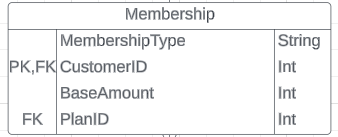 Membership
MembershipType String
PK,FK CustomerID Int
BaseAmount Int
FK PlanID Int